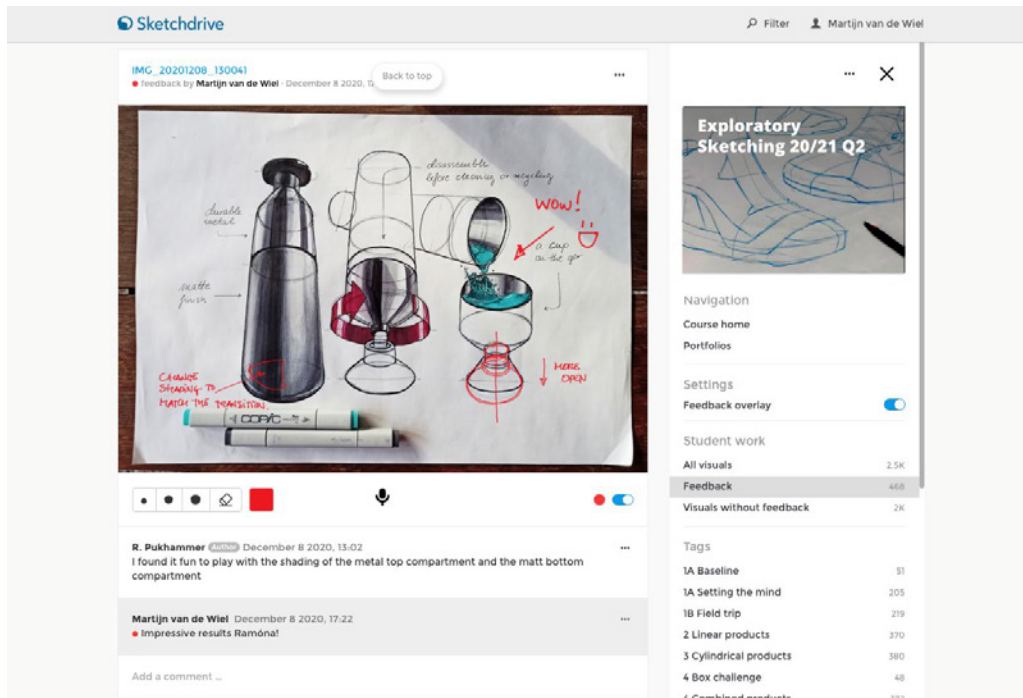 Sketchdrive
Filter
Martijn van de Wiel
IMG_20201208_130041
feedback by Martijn van de Wiel - December 8 2020, 17
Back to top
disassemble
before cleaning or recycling
durable
metal
WOW!
a cup
on the go
matte
finish
CHANGE
SHADING TO
MATCH THE TRANSITION.
MORE
OPEN
COPIC
R. Pukhammer Author December 8 2020, 13:02
I found it fun to play with the shading of the metal top compartment and the matt bottom
compartment
Martijn van de Wiel December 8 2020, 17:22
Impressive results Ramóna!
Add a comment ...
Exploratory
Sketching 20/21 Q2
Navigation
Course home
Portfolios
Settings
Feedback overlay
Student work
All visuals 2.5K
Feedback 468
Visuals without feedback 2K
Tags
1A Baseline 51
1A Setting the mind 205
1B Field trip 219
2 Linear products 370
3 Cylindrical products 380
4 Box challenge 48
4 Combined products